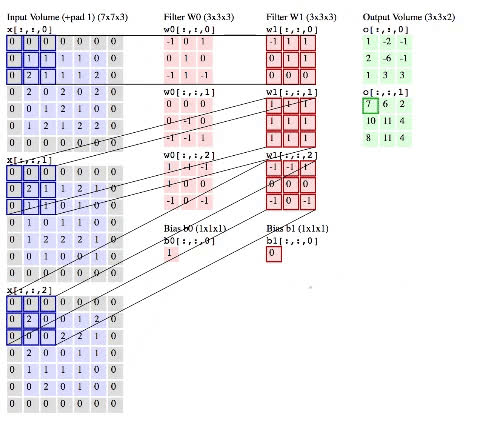 Input Volume (+pad 1) (7x7x3)
x[:,:,0]
0 0 0 0 0 0 0
0 1 1 1 1 0 0
0 2 1 1 1 2 0
0 2 0 2 0 2 0
0 0 1 2 1 0 0
0 1 2 1 2 2 0
0 0 0 0 0 0 0
x[:,:,1]
0 0 0 0 0 0 0
0 2 1 1 2 1 0
0 1 1 0 1 0 0
0 1 0 1 1 0 0
0 1 2 2 2 1 0
0 0 1 0 0 1 0
0 0 0 0 0 0 0
x[:,:,2]
0 0 0 0 0 0 0
0 2 0 0 1 2 0
0 0 0 2 2 1 0
0 2 0 0 1 1 0
0 1 1 1 1 0 0
0 0 2 0 1 0 0
0 0 0 0 0 0 0
Filter W0 (3x3x3)
w0[:,:,0]
-1 0 1
0 1 0
-1 1 -1
w0[:,:,1]
0 0 0
0 -1 0
-1 -1 1
w0[:,:,2]
1 -1 -1
1 0 0
-1 0 -1
Bias b0 (1x1x1)
b0[:,:,0]
1
Filter W1 (3x3x3)
w1[:,:,0]
-1 1 1
0 1 1
0 0 0
w1[:,:,1]
1 1 1
1 1 1
1 1 1
w1[:,:,2]
-1 -1 1
0 0 0
-1 0 -1
Bias b1 (1x1x1)
b1[:,:,0]
0
Output Volume (3x3x2)
o[:,:,0]
1 -2 -1
2 -6 -1
1 3 3
o[:,:,1]
7 6 2
10 11 4
8 11 4